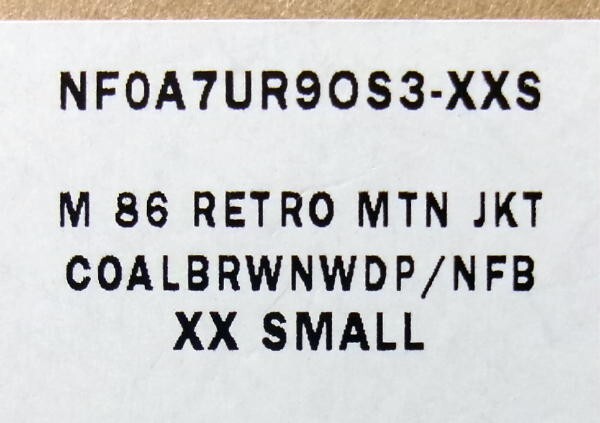 NF0A7UR9OS3-XXS
M 86 RETRO MTN JKT
COALBRWNWDP/NFB
XX SMALL